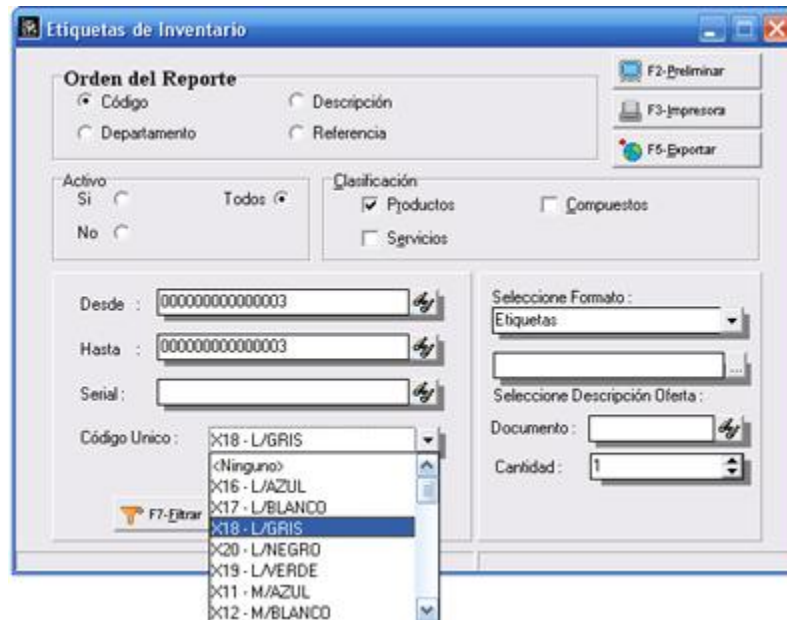 Etiquetas de Inventario
Orden del Reporte
Código
Descripción
Departamento
Referencia
F2-Preliminar
F3-Impresora
F5-Exportar
Activo
Si
Todos
No
Clasificación
Productos
Compuestos
Servicios
Desde :
000000000000003
Hasta :
000000000000003
Serial :
Código Unico :
X18 - L/GRIS
<Ninguno>
X16 - L/AZUL
X17 - L/BLANCO
X18 - L/GRIS
X20 - L/NEGRO
X19 - L/VERDE
X11 - M/AZUL
X12 - M/BLANCO
F7-Filtrar
Seleccione Formato :
Etiquetas
...
Seleccione Descripción Oferta :
Documento :
Cantidad :
1